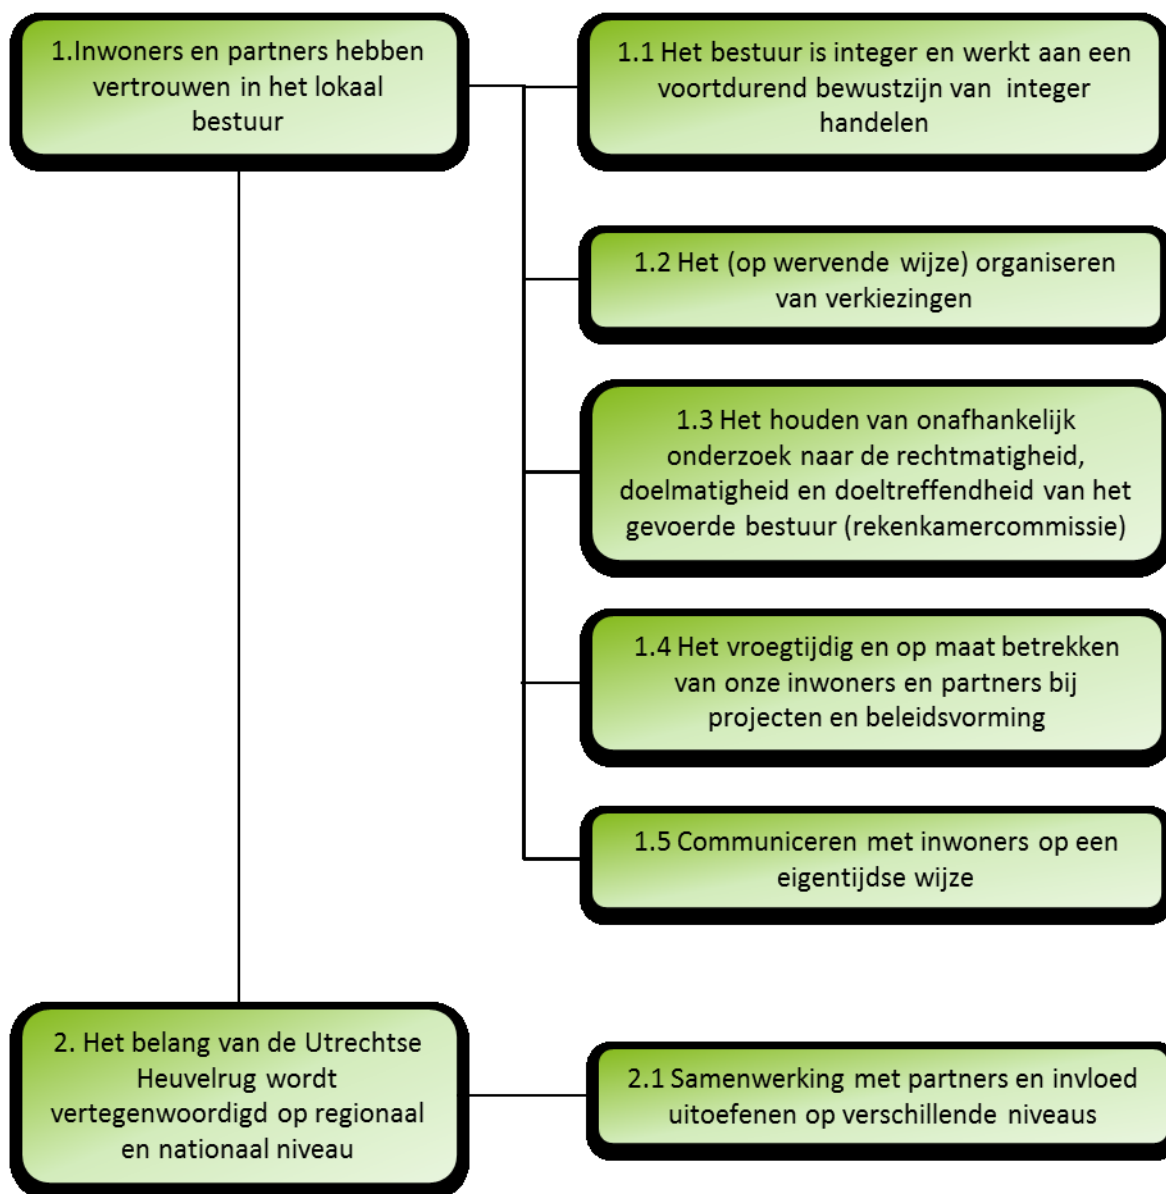 1.Inwoners en partners hebben
vertrouwen in het lokaal
bestuur
1.1 Het bestuur is integer en werkt aan een
voortdurend bewustzijn van integer
handelen
1.2 Het (op wervende wijze) organiseren
van verkiezingen
1.3 Het houden van onafhankelijk
onderzoek naar de rechtmatigheid,
doelmatigheid en doeltreffendheid van het
gevoerde bestuur (rekenkamercommissie)
1.4 Het vroegtijdig en op maat betrekken
van onze inwoners en partners bij
projecten en beleidsvorming
1.5 Communiceren met inwoners op een
eigentijdse wijze
2. Het belang van de Utrechtse
Heuvelrug wordt
vertegenwoordigd op regionaal
en nationaal niveau
2.1 Samenwerking met partners en invloed
uitoefenen op verschillende niveaus